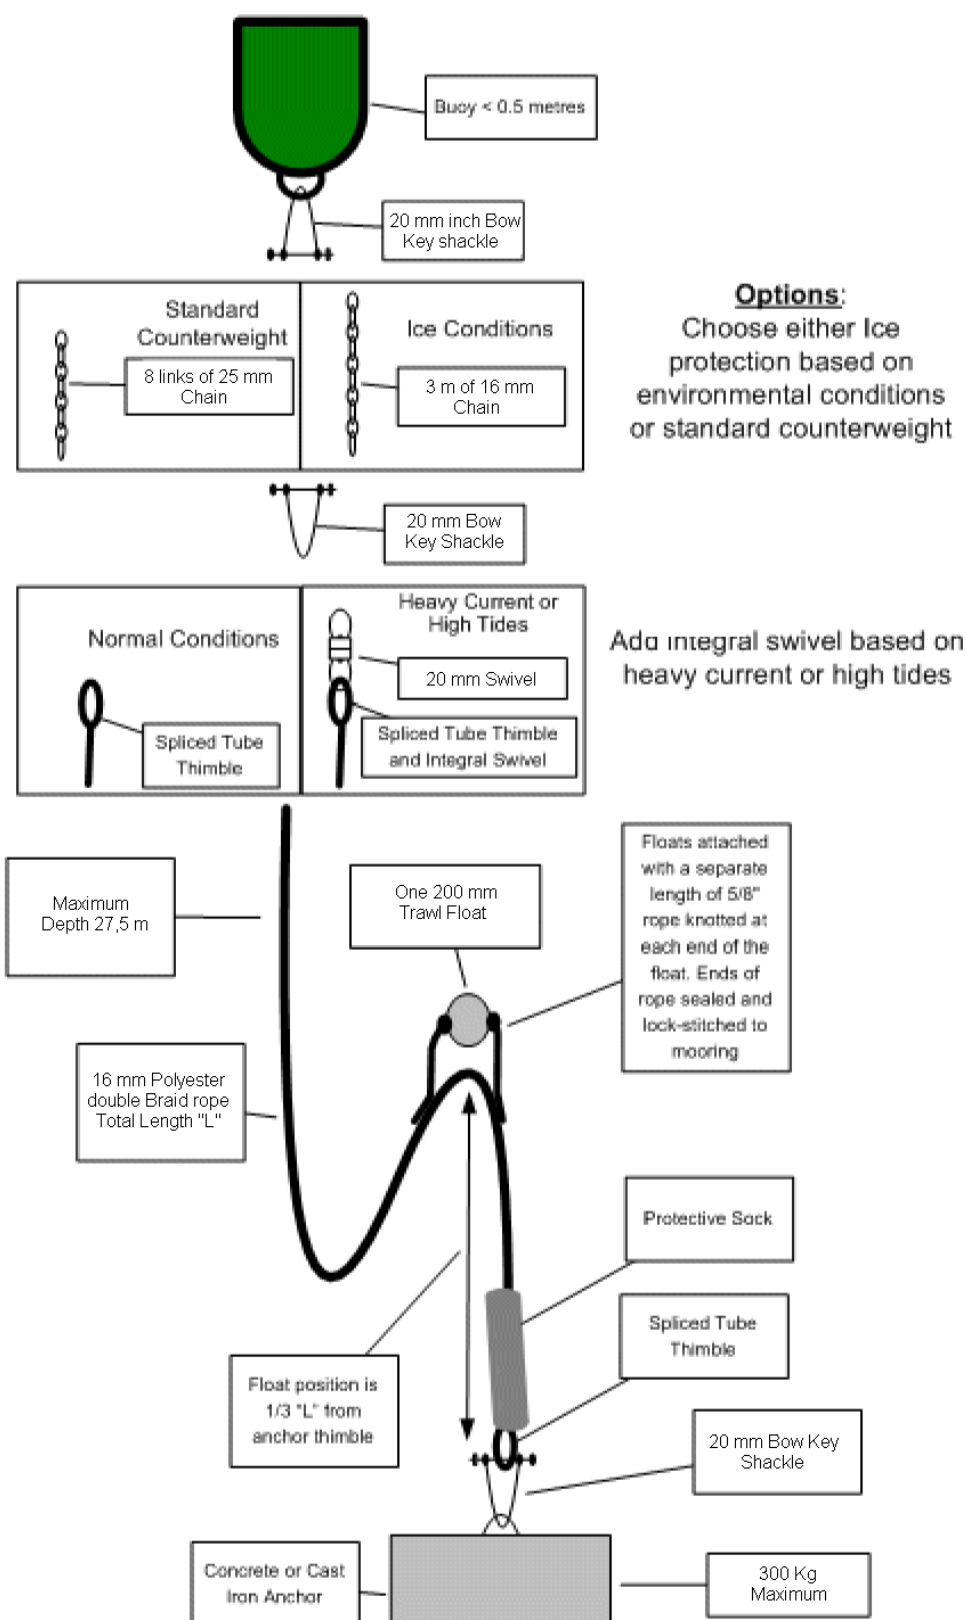 Buoy < 0.5 metres
20 mm inch Bow
Key shackle
Standard
Counterweight
8 links of 25 mm
Chain
Ice Conditions
3 m of 16 mm
Chain
Options:
Choose either Ice
protection based on
environmental conditions
or standard counterweight
20 mm Bow
Key Shackle
Normal Conditions
Spliced Tube
Thimble
Heavy Current or
High Tides
20 mm Swivel
Spliced Tube Thimble
and Integral Swivel
Add integral swivel based on
heavy current or high tides
Maximum
Depth 27,5 m
One 200 mm
Trawl Float
Floats attached
with a separate
length of 5/8"
rope knotted at
each end of the
float. Ends of
rope sealed and
lock-stitched to
mooring
16 mm Polyester
double Braid rope
Total Length "L"
Protective Sock
Spliced Tube
Thimble
Float position is
1/3 "L" from
anchor thimble
20 mm Bow Key
Shackle
Concrete or Cast
Iron Anchor
300 Kg
Maximum